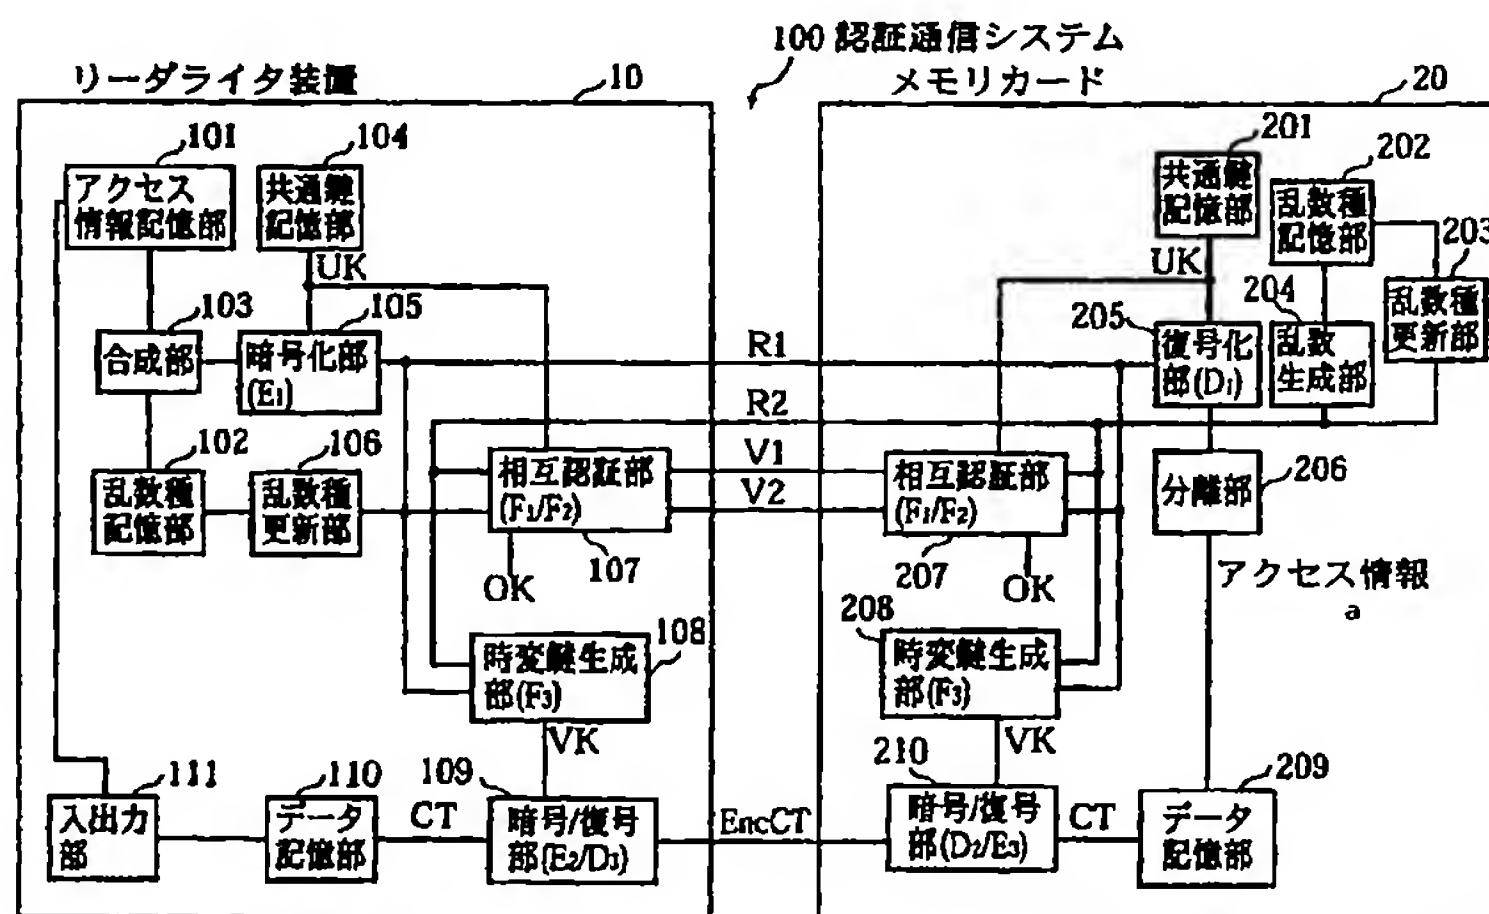 100 認証通信システム
リーダライタ装置
10
メモリカード
20
101
アクセス
情報記憶部
104
共通鍵
記憶部
UK
103
合成部
105
暗号化部
(E1)
102
乱数種
記憶部
106
乱数種
更新部
相互認証部
(F1/F2)
107
OK
時変鍵生成
部(F3)
108
VK
111
入出力
部
110
データ
記憶部
CT
109
暗号/復号
部(E2/D3)
R1
R2
V1
V2
EncCT
201
共通鍵
記憶部
UK
202
乱数種
記憶部
203
乱数種
更新部
204
乱数
生成部
205
復号化
部(D1)
分離部
206
相互認証部
(F1/F2)
207
OK
アクセス情報
a
208
時変鍵生成
部(F3)
VK
210
暗号/復号
部(D2/E3)
CT
209
データ
記憶部